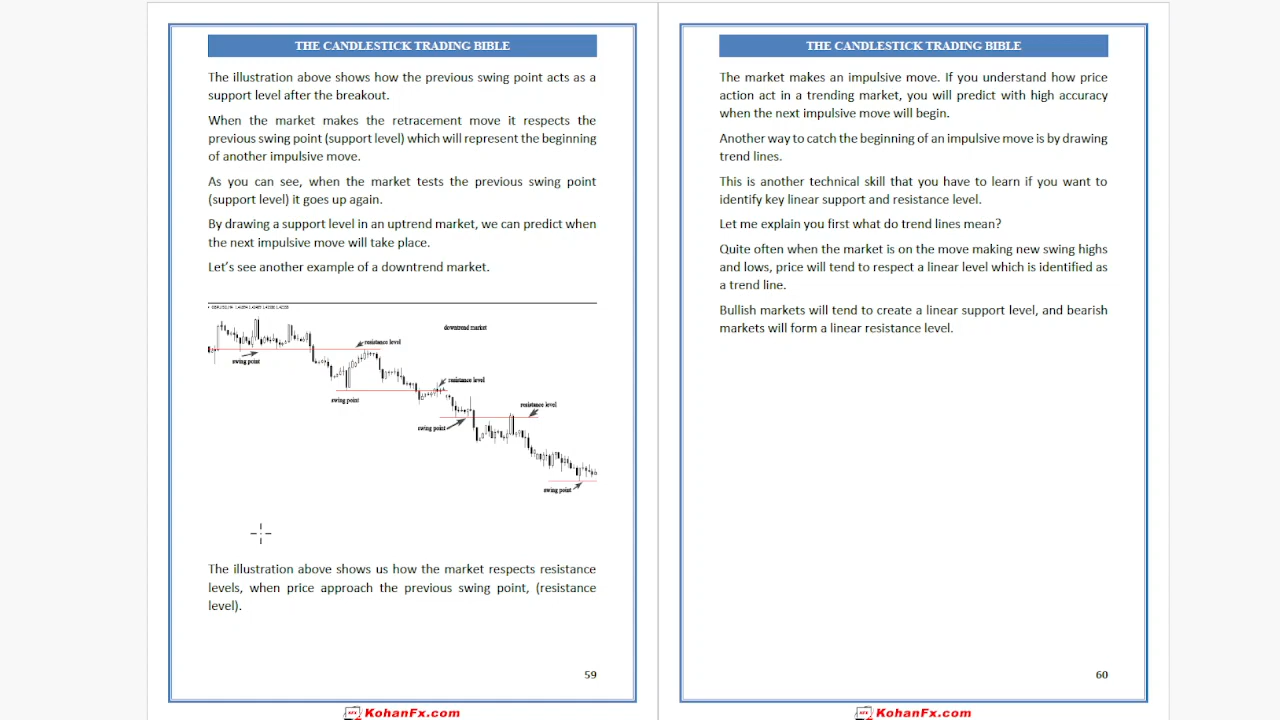 THE CANDLESTICK TRADING BIBLE
The illustration above shows how the previous swing point acts as a
support level after the breakout.
When the market makes the retracement move it respects the
previous swing point (support level) which will represent the beginning
of another impulsive move.
As you can see, when the market tests the previous swing point
(support level) it goes up again.
By drawing a support level in an uptrend market, we can predict when
the next impulsive move will take place.
Let's see another example of a downtrend market.
downtrend market
resistance level
swing point
resistance level
swing point
resistance level
swing point
swing point
The illustration above shows us how the market respects resistance
levels, when price approach the previous swing point, (resistance
level).
59
KohanFx.com
THE CANDLESTICK TRADING BIBLE
The market makes an impulsive move. If you understand how price
action act in a trending market, you will predict with high accuracy
when the next impulsive move will begin.
Another way to catch the beginning of an impulsive move is by drawing
trend lines.
This is another technical skill that you have to learn if you want to
identify key linear support and resistance level.
Let me explain you first what do trend lines mean?
Quite often when the market is on the move making new swing highs
and lows, price will tend to respect a linear level which is identified as
a trend line.
Bullish markets will tend to create a linear support level, and bearish
markets will form a linear resistance level.
60
KohanFx.com